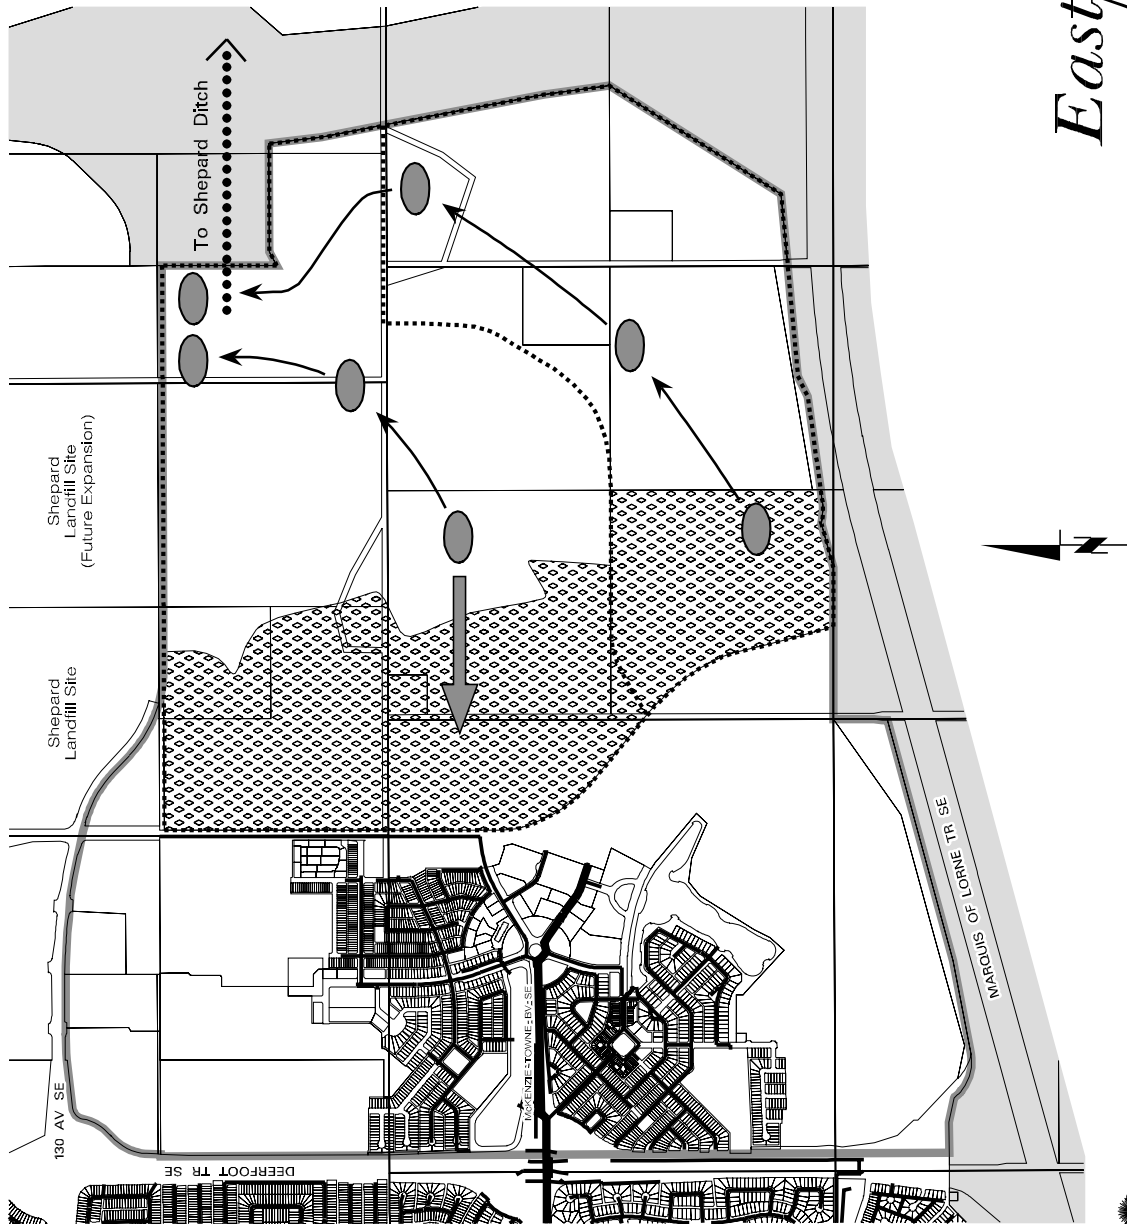 To Shepard Ditch
Shepard
Landfill Site
(Future Expansion)
Shepard
Landfill Site
130 AV SE
DEERFOOT TR SE
McKENZIE-TOWNE-BV-SE
MARQUIS OF LORNE TR SE
N